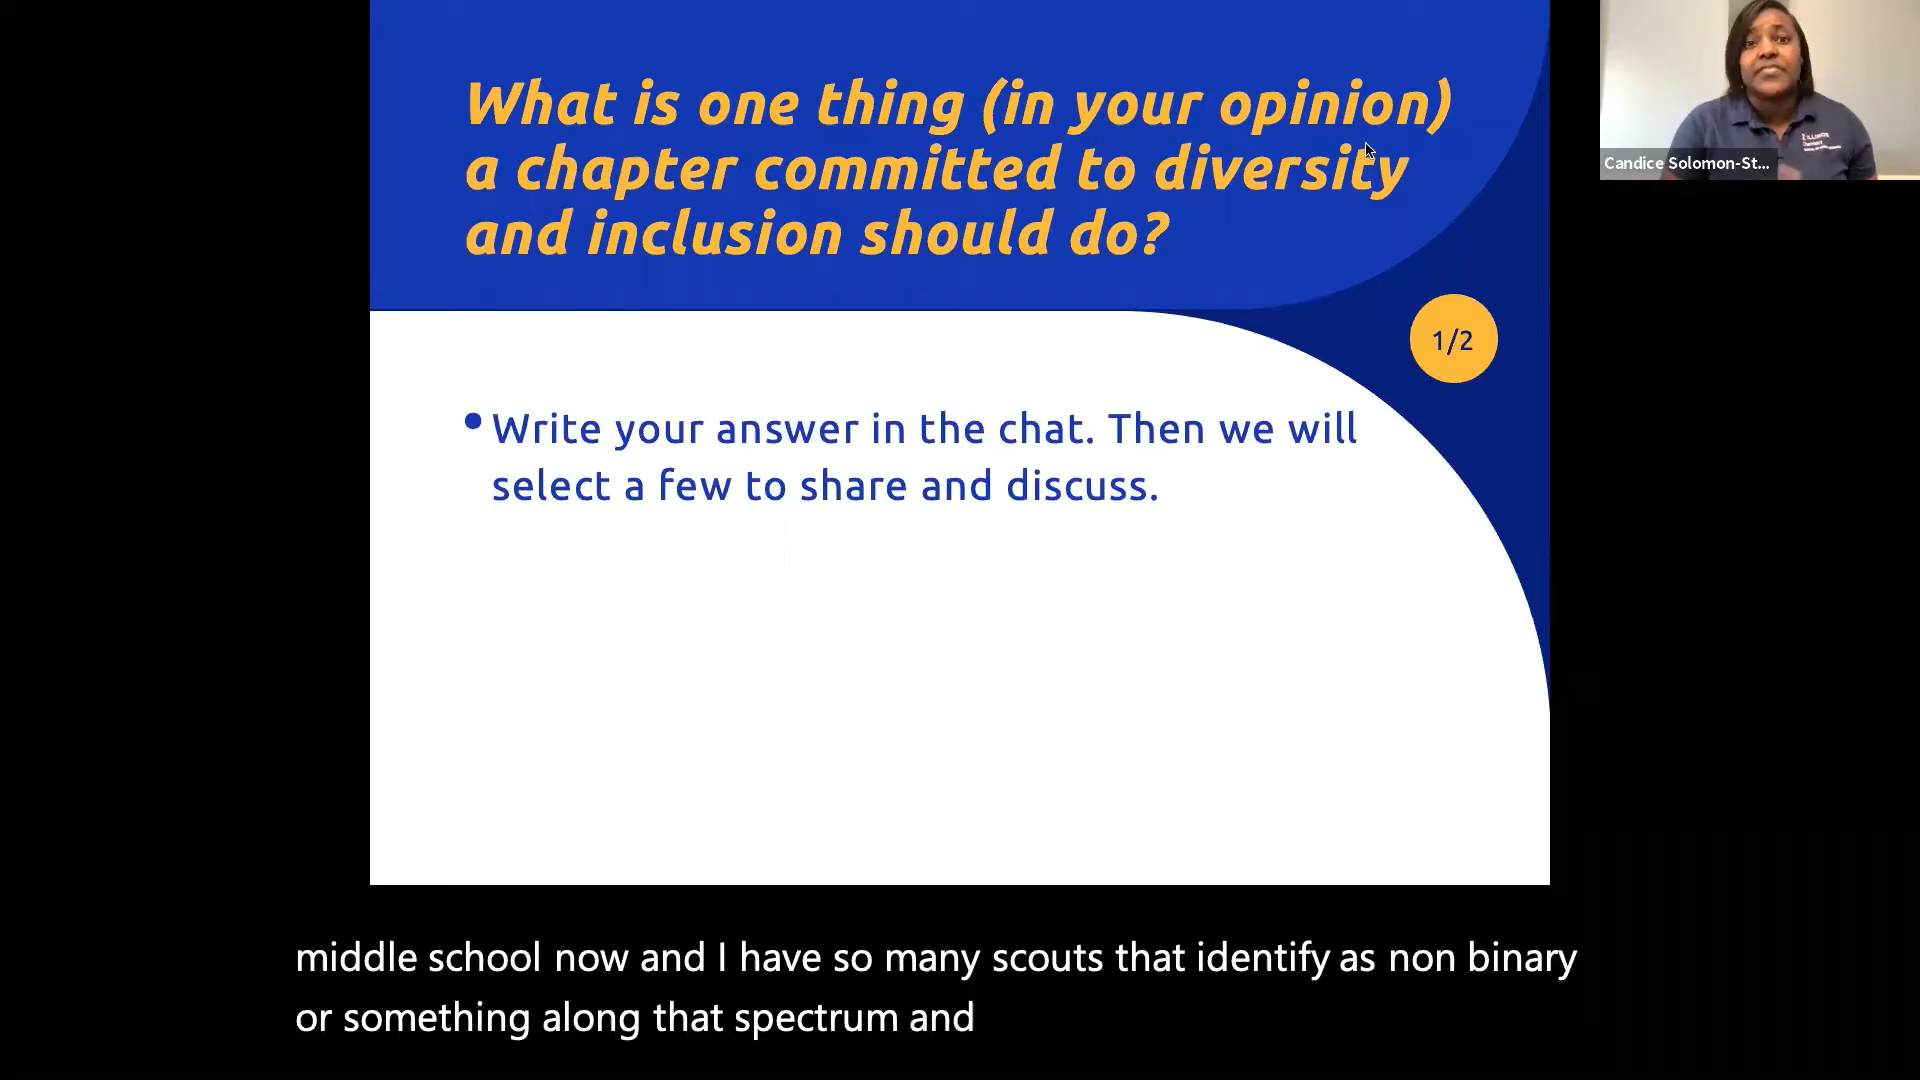 What is one thing (in your opinion)
a chapter committed to diversity
and inclusion should do?
1/2
• Write your answer in the chat. Then we will
select a few to share and discuss.
ILLINOIS
Chemistry
Candice Solomon-St...
middle school now and I have so many scouts that identify as non binary
or something along that spectrum and